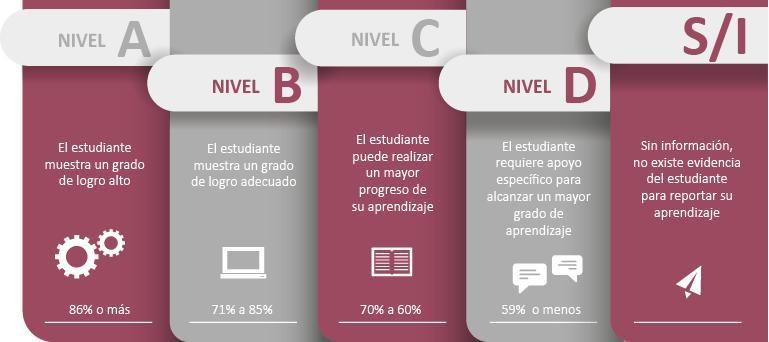 NIVEL A
El estudiante
muestra un grado
de logro alto
86% o más
NIVEL B
El estudiante
muestra un grado
de logro adecuado
71% a 85%
NIVEL C
El estudiante
puede realizar
un mayor
progreso de
su aprendizaje
70% a 60%
NIVEL D
El estudiante
requiere apoyo
específico para
alcanzar un mayor
grado de
aprendizaje
59% o menos
S/I
Sin información,
no existe evidencia
del estudiante
para reportar su
aprendizaje